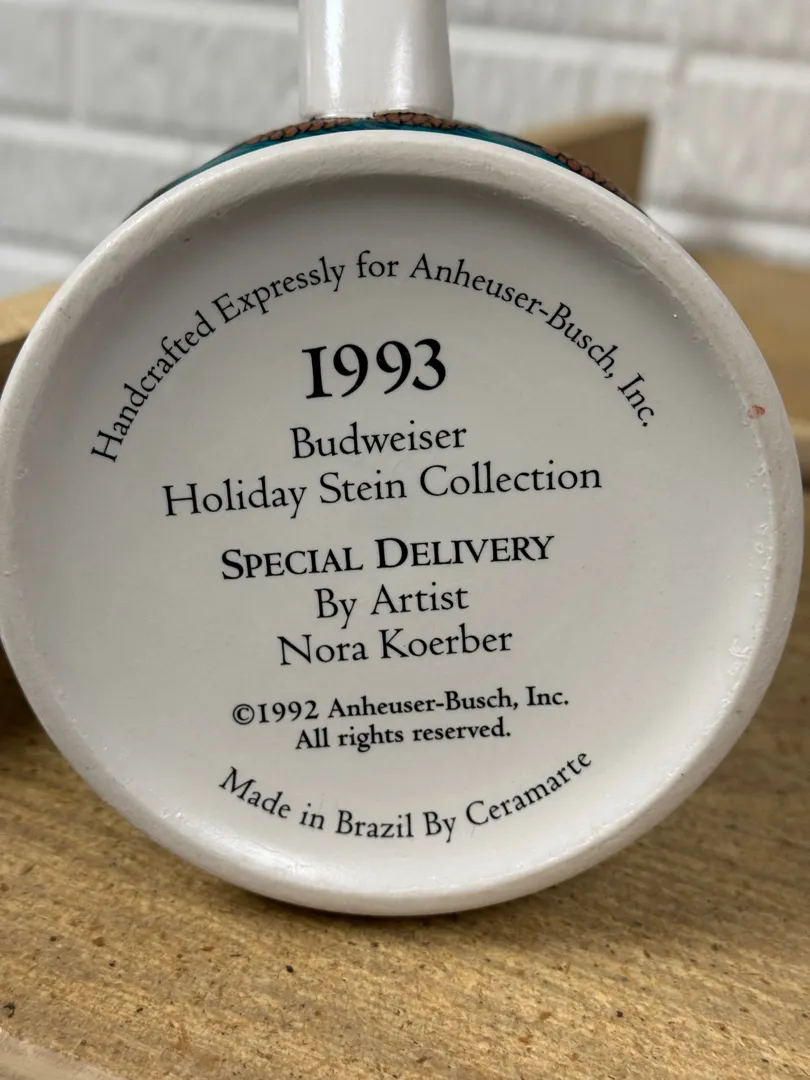 Handcrafted Expressly for Anheuser-Busch, Inc.
1993
Budweiser
Holiday Stein Collection
SPECIAL DELIVERY
By Artist
Nora Koerber
©1992 Anheuser-Busch, Inc.
All rights reserved.
Made in Brazil By Ceramarte